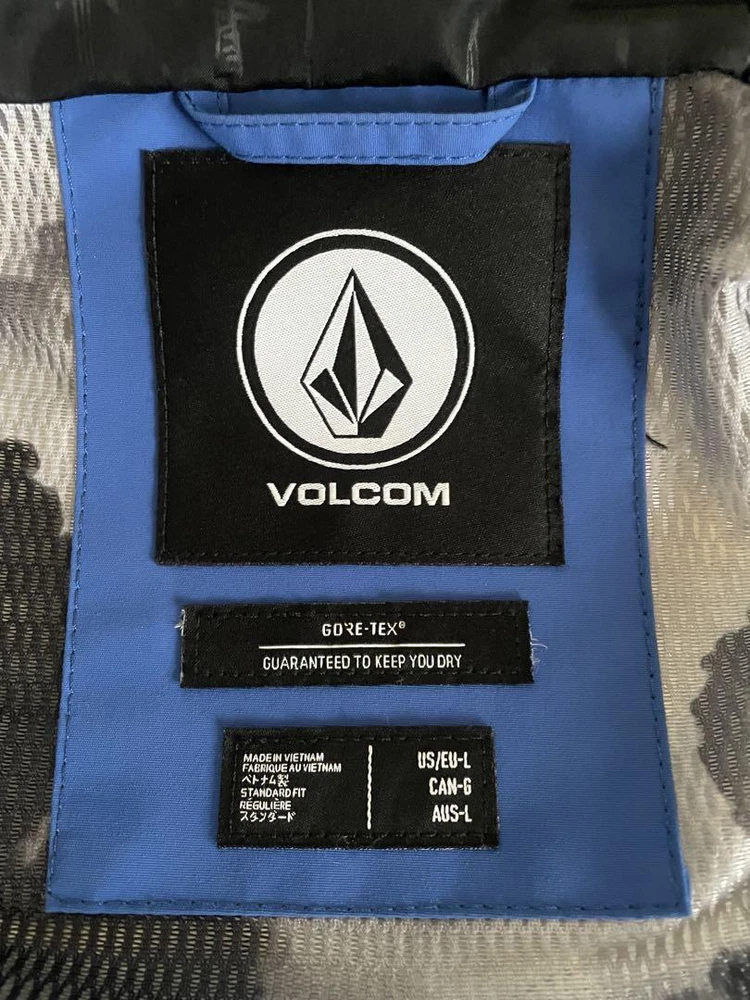 VOLCOM
GORE-TEX®
GUARANTEED TO KEEP YOU DRY
MADE IN VIETNAM
FABRIQUE AU VIETNAM
ベトナム製
STANDARD FIT
RÉGULIÈRE
スタンダード
US/EU-L
CAN-G
AUS-L